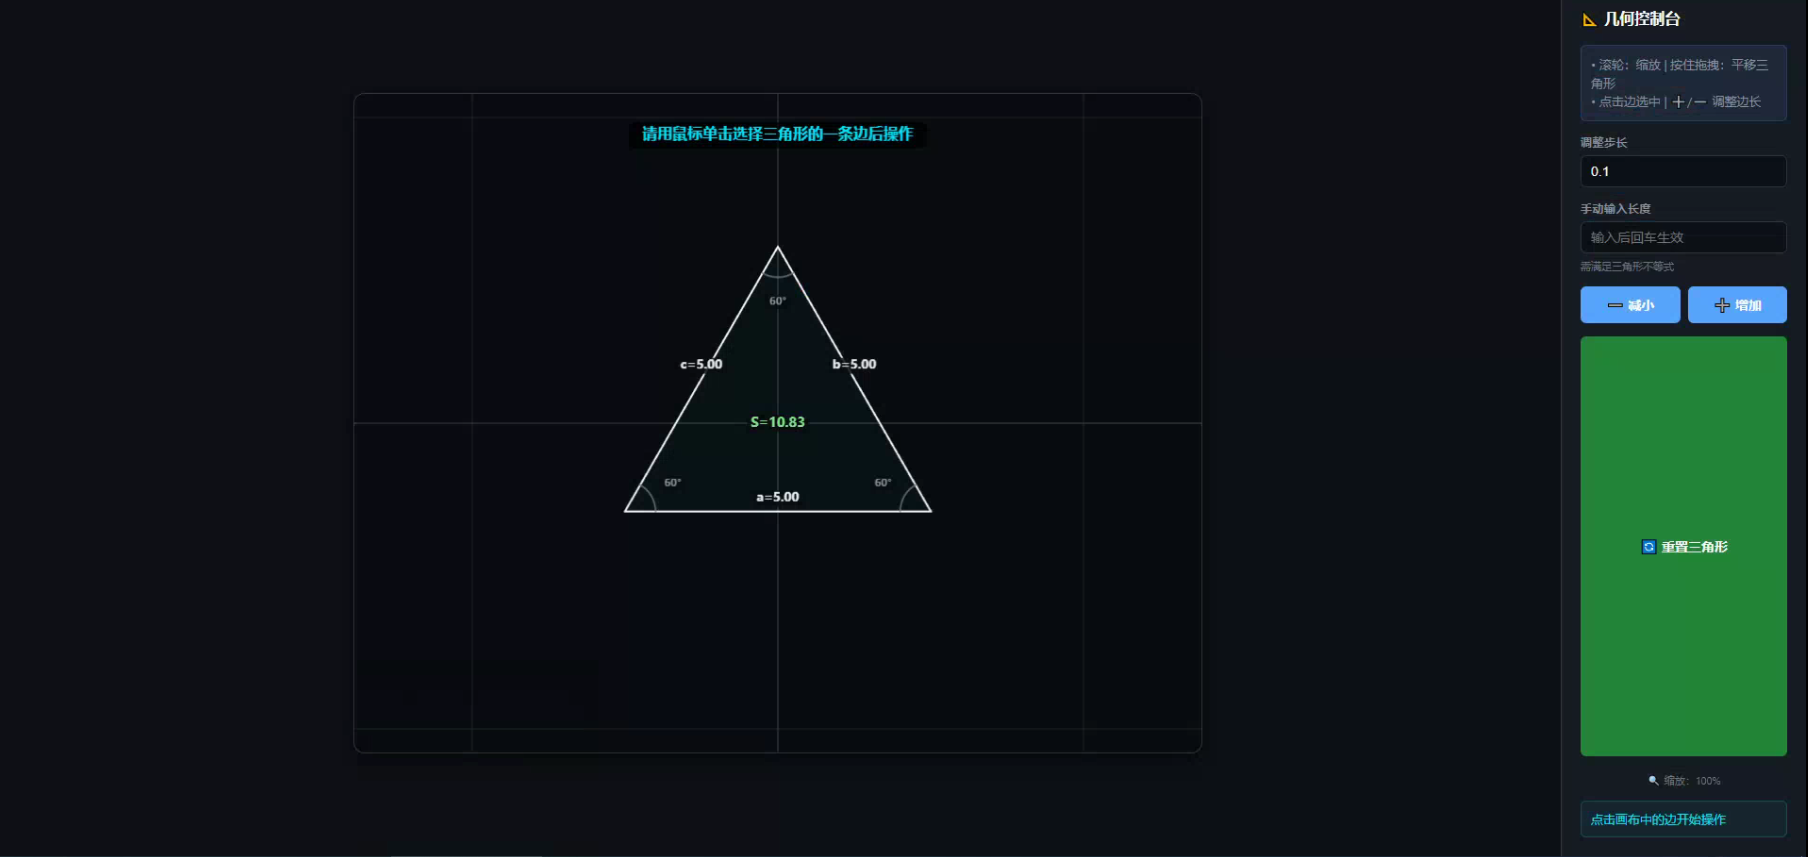 请用鼠标单击选择三角形的一条边后操作
60°
c=5.00
b=5.00
S=10.83
60°
60°
a=5.00
几何控制台
• 滚轮：缩放 | 按住拖拽：平移三
角形
• 点击边选中 | ＋/－ 调整边长
调整步长
0.1
手动输入长度
输入后回车生效
需满足三角形不等式
－ 减小
＋ 增加
重置三角形
缩放：100%
点击画布中的边开始操作